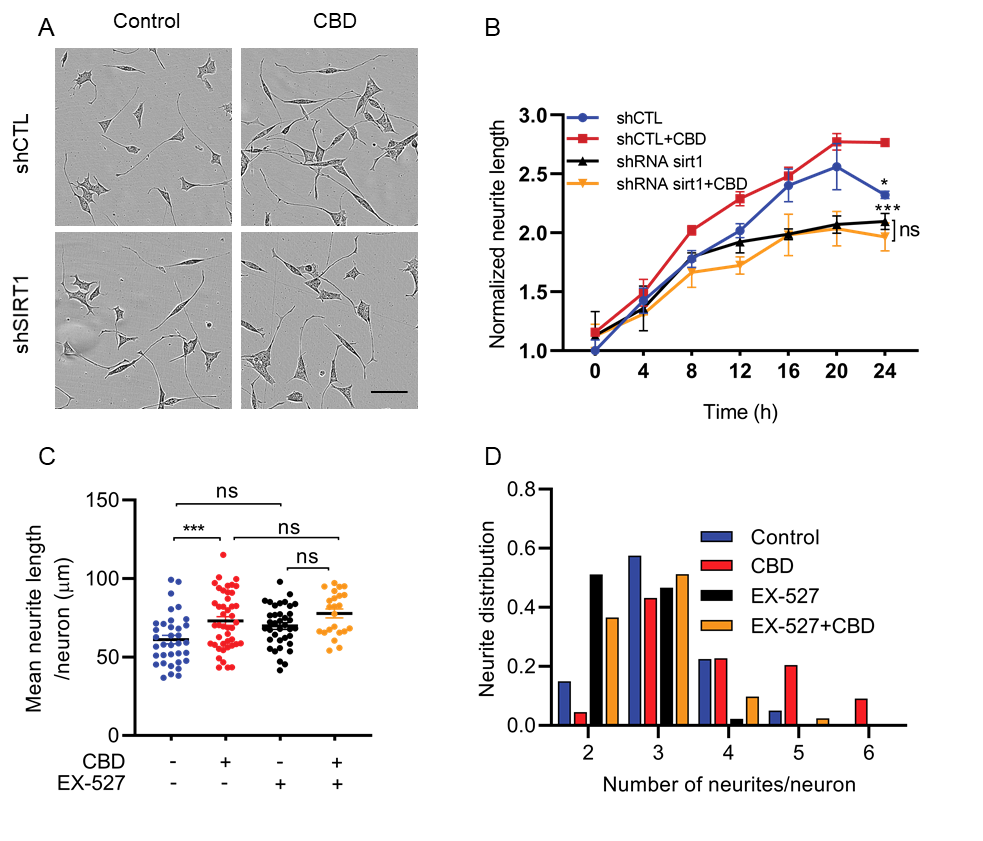 A
Control
CBD
shCTL
shSIRT1
B
Normalized neurite length
3.0
2.5
2.0
1.5
1.0
shCTL
shCTL+CBD
shRNA sirt1
shRNA sirt1+CBD
*
***
ns
0 4 8 12 16 20 24
Time (h)
C
Mean neurite length
/neuron (μm)
150
100
50
0
ns
***
ns
ns
CBD - + - +
EX-527 - - + +
D
Neurite distribution
0.8
0.6
0.4
0.2
0.0
Control
CBD
EX-527
EX-527+CBD
2 3 4 5 6
Number of neurites/neuron